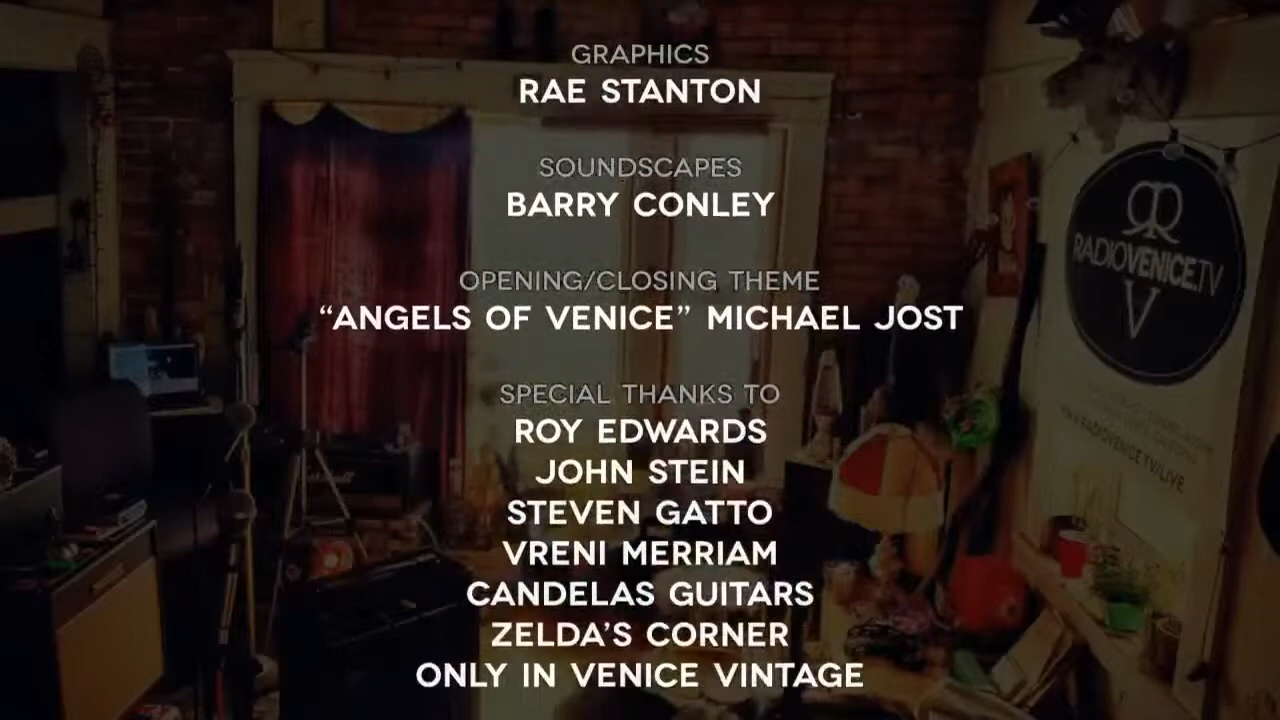 GRAPHICS
RAE STANTON
SOUNDSCAPES
BARRY CONLEY
OPENING/CLOSING THEME
“ANGELS OF VENICE” MICHAEL JOST
SPECIAL THANKS TO
ROY EDWARDS
JOHN STEIN
STEVEN GATTO
VRENI MERRIAM
CANDELAS GUITARS
ZELDA’S CORNER
ONLY IN VENICE VINTAGE
RADIOVENICE.TV
V
WWW.RADIOVENICE.TV/LIVE